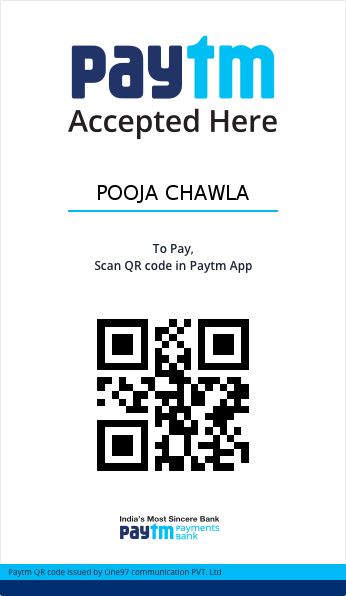 paytm
Accepted Here
POOJA CHAWLA
To Pay,
Scan QR code in Paytm App
India's Most Sincere Bank
paytm payments
bank
Paytm QR code issued by One97 communication PVT. Ltd